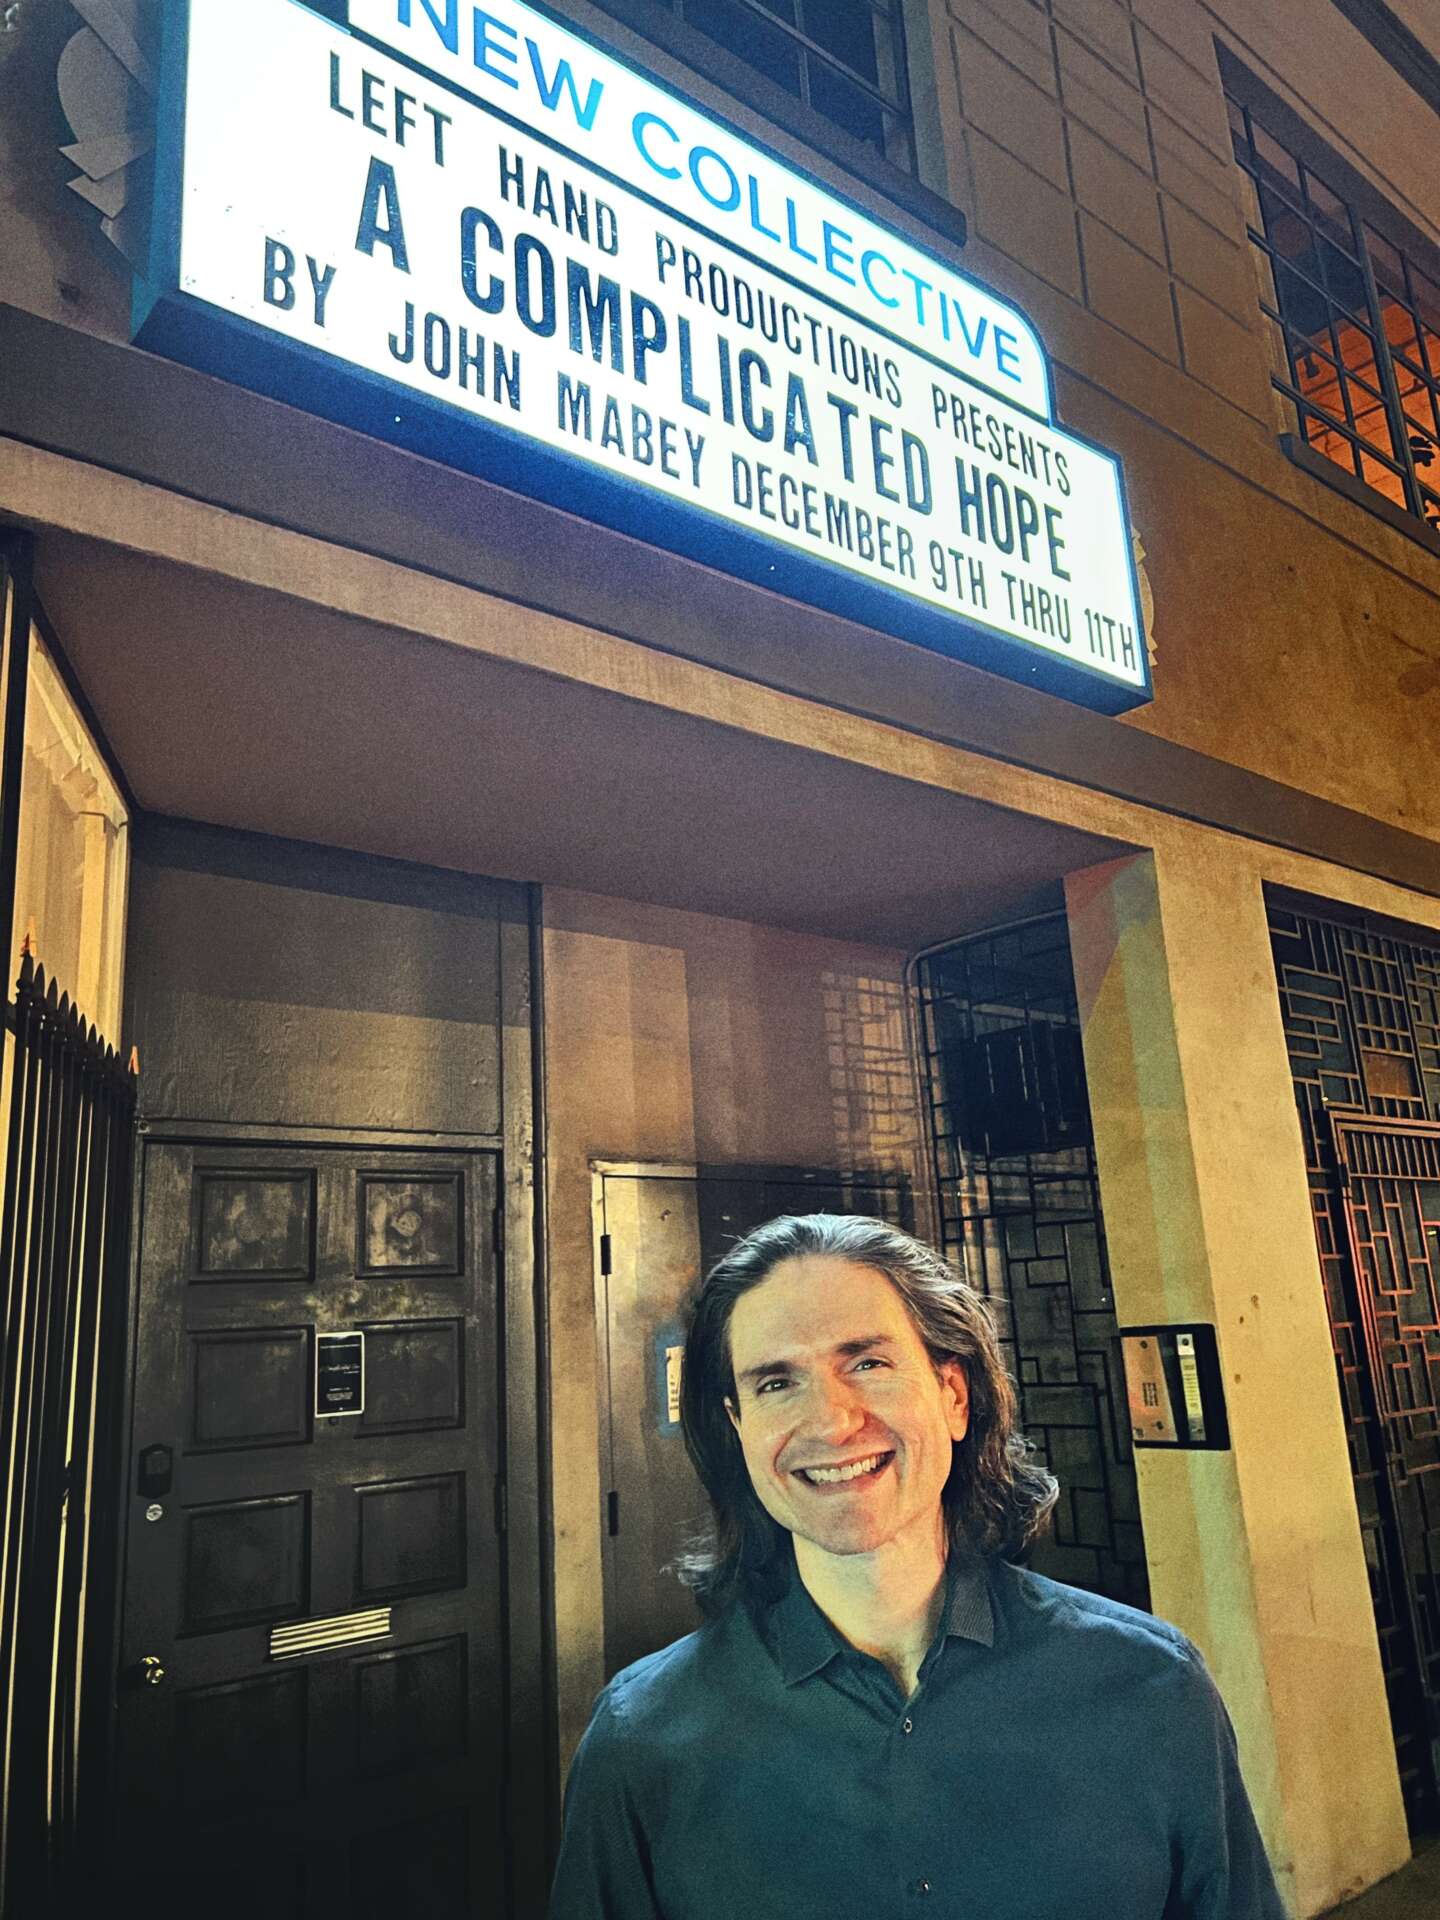 NEW COLLECTIVE
LEFT HAND PRODUCTIONS PRESENTS
A COMPLICATED HOPE
BY JOHN MABEY DECEMBER 9TH THRU 11TH